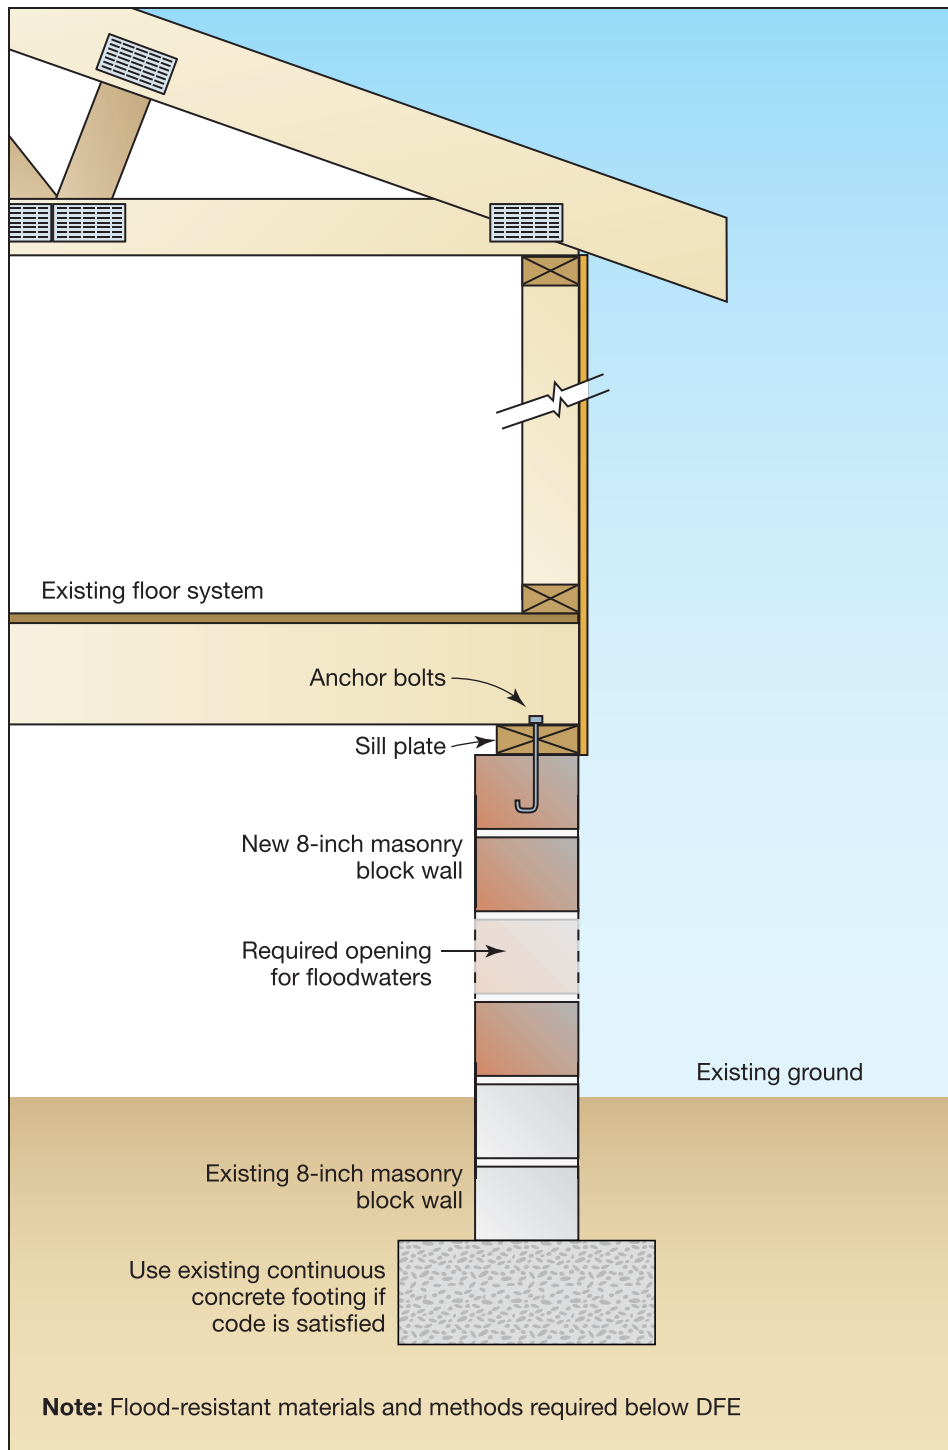 Existing floor system
Anchor bolts
Sill plate
New 8-inch masonry
block wall
Required opening
for floodwaters
Existing ground
Existing 8-inch masonry
block wall
Use existing continuous
concrete footing if
code is satisfied
Note: Flood-resistant materials and methods required below DFE